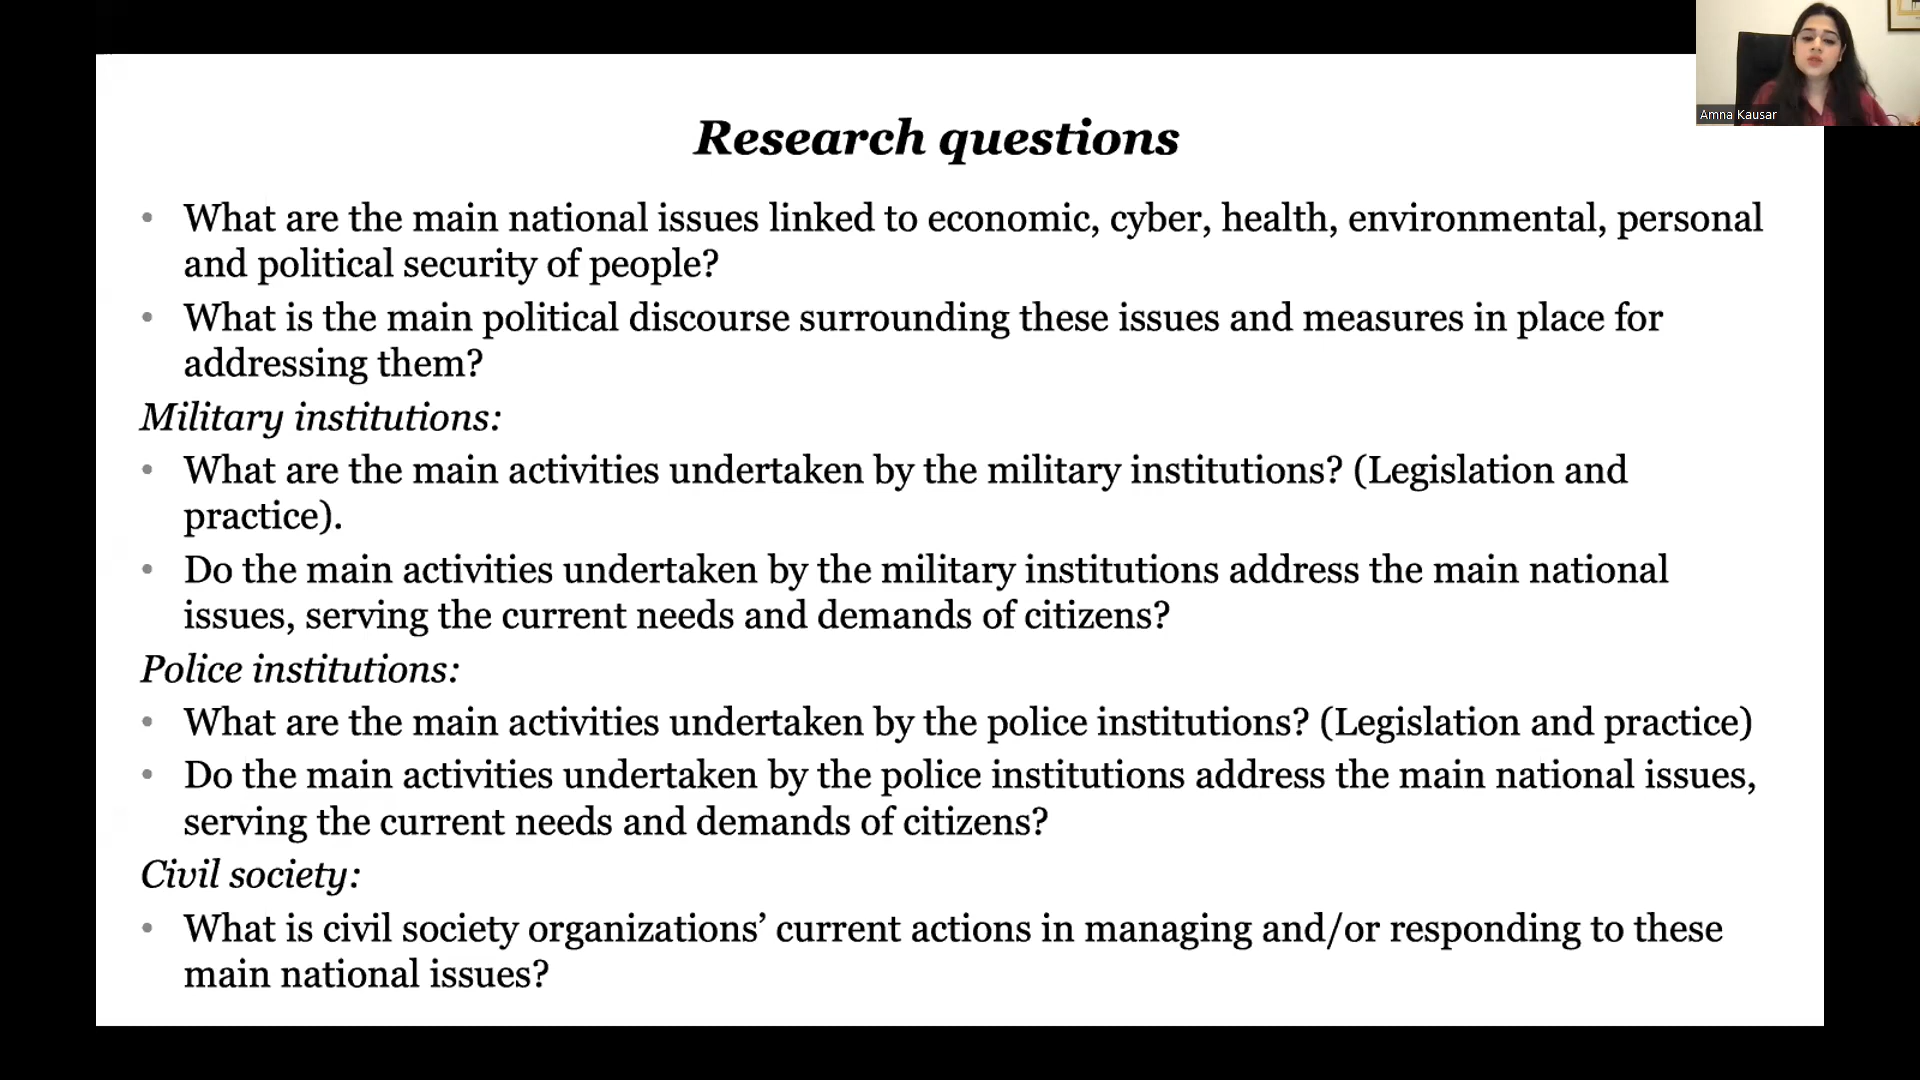 Amna Kausar
Research questions
• What are the main national issues linked to economic, cyber, health, environmental, personal
and political security of people?
• What is the main political discourse surrounding these issues and measures in place for
addressing them?
Military institutions:
• What are the main activities undertaken by the military institutions? (Legislation and
practice).
• Do the main activities undertaken by the military institutions address the main national
issues, serving the current needs and demands of citizens?
Police institutions:
• What are the main activities undertaken by the police institutions? (Legislation and practice)
• Do the main activities undertaken by the police institutions address the main national issues,
serving the current needs and demands of citizens?
Civil society:
• What is civil society organizations’ current actions in managing and/or responding to these
main national issues?